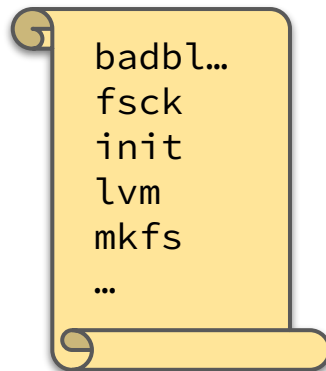 badbl…
fsck
init
lvm
mkfs
…